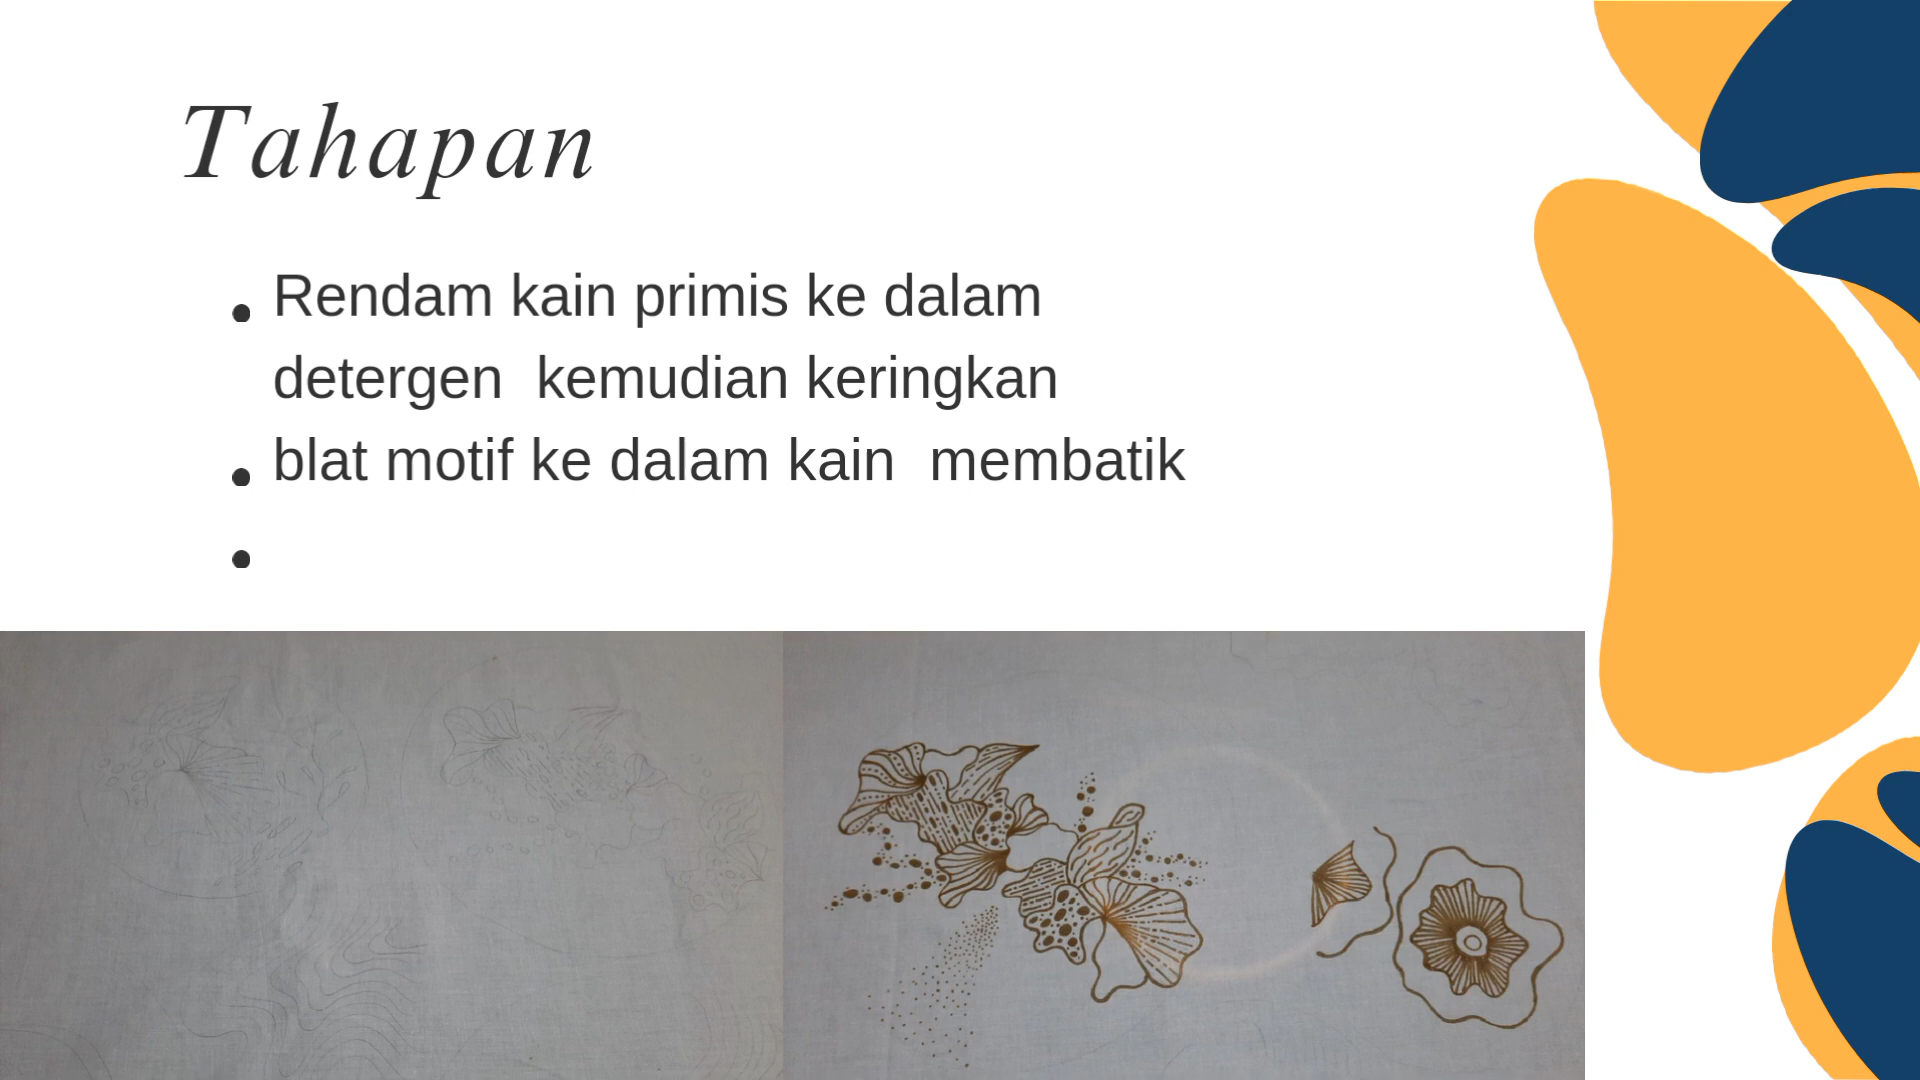 Tahapan
• Rendam kain primis ke dalam
detergen  kemudian keringkan
• blat motif ke dalam kain  membatik
•